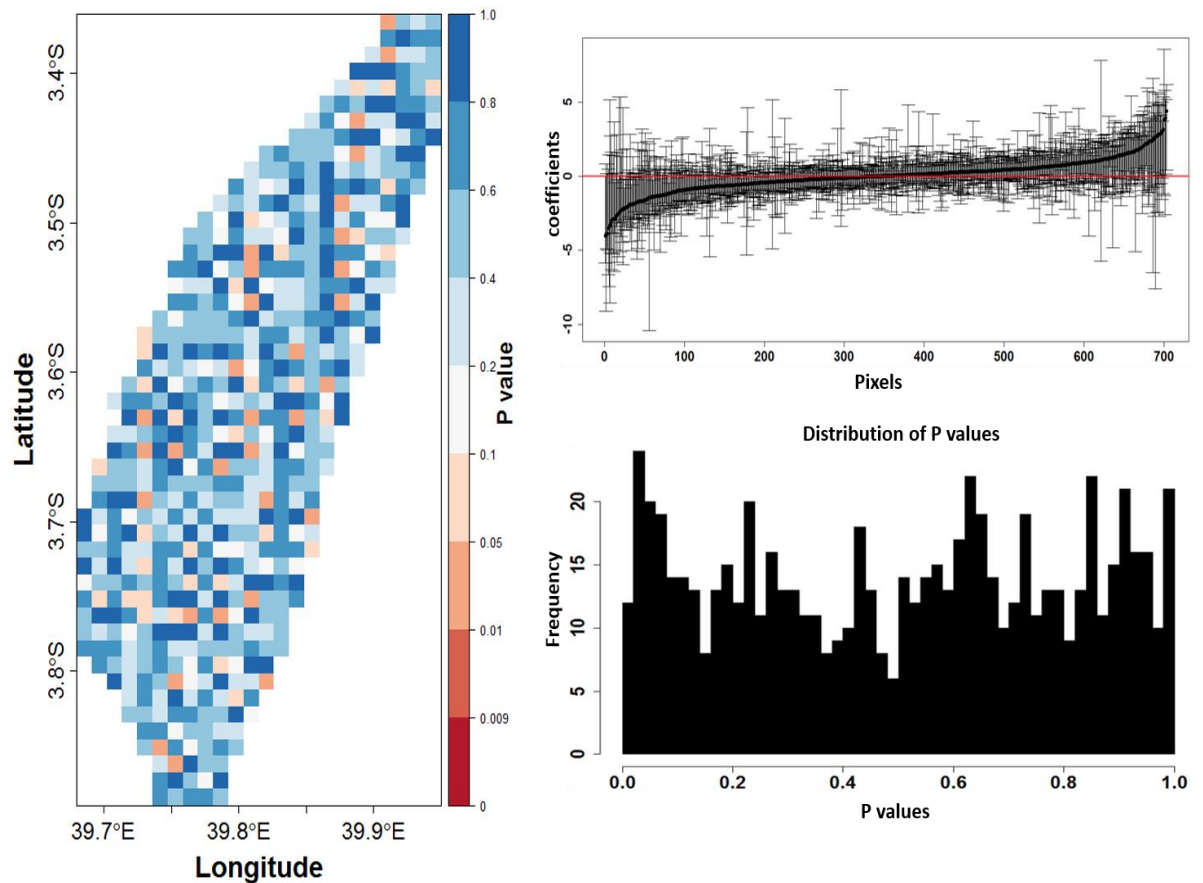 3.4°S
3.5°S
3.6°S
3.7°S
3.8°S
Latitude
39.7°E 39.8°E 39.9°E
Longitude
1.0
0.8
0.6
0.4
0.2
0.1
0.05
0.01
0.009
0
P value
5
0
-5
-10
coefficients
0 100 200 300 400 500 600 700
Pixels
Distribution of P values
20
15
10
5
0
Frequency
0.0 0.2 0.4 0.6 0.8 1.0
P values